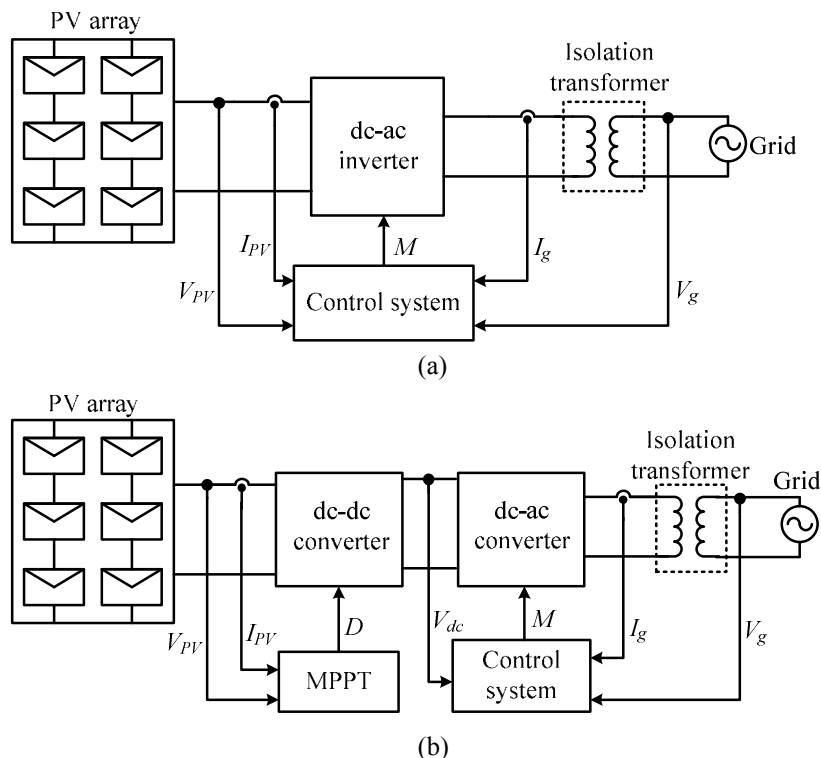 PV array
Isolation
transformer
dc-ac
inverter
Grid
I_PV
M
I_g
V_PV
Control system
V_g
(a)
PV array
Isolation
transformer
Grid
dc-dc
converter
dc-ac
converter
V_PV
I_PV
D
V_dc
M
I_g
V_g
MPPT
Control
system
(b)